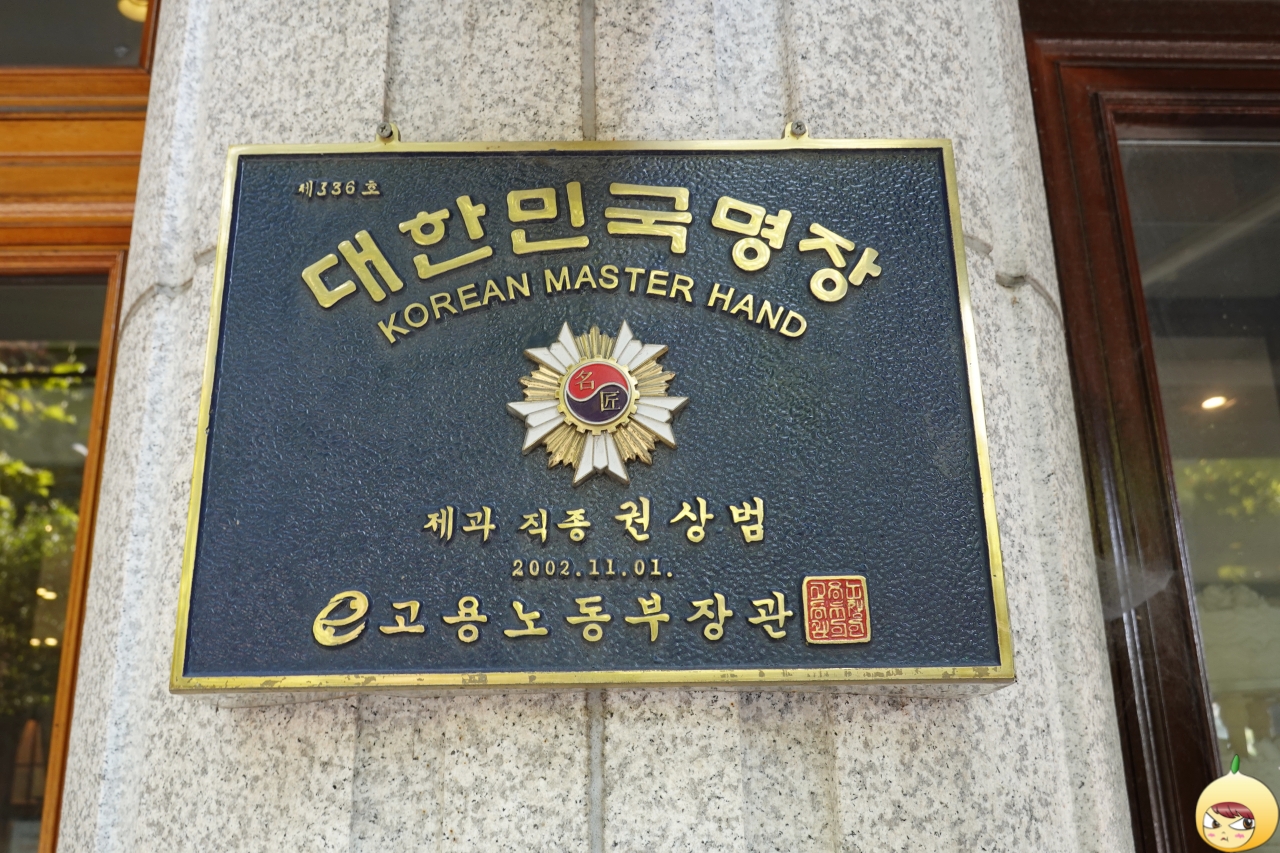 제336호
대한민국명장
KOREAN MASTER HAND
名匠
제과 직종 권상범
2002.11.01.
고용노동부장관